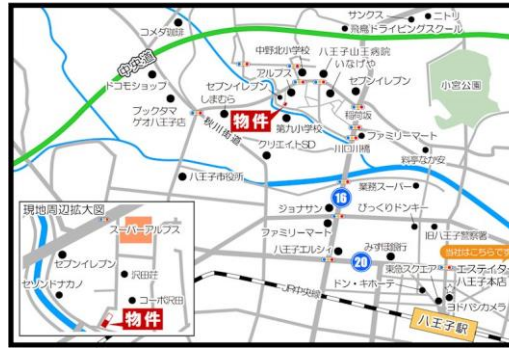 サンクス
ニトリ
コメダ珈琲
飛鳥ドライビングスクール
中央道
中野北小学校
八王子山王病院
いなげや
アルプス
ドコモショップ
セブンイレブン
セブンイレブン
小宮公園
しまむら
ブックタマ
ゲオ八王子店
稲荷坂
物件
第九小学校
ファミリーマート
秋川街道
川口川橋
クリエイトSD
料亭なか安
八王子市役所
16
業務スーパー
現地周辺拡大図
ジョナサン
びっくりドンキー
スーパーアルプス
ファミリーマート
旧八王子警察署
八王子エルシィ
みずほ銀行
当社はこちらです
セブンイレブン
20
東急スクエア
エステイター
八王子本店
沢田荘
JR中央線
ドン・キホーテ
セゾンドナカノ
コーポ沢田
ヨドバシカメラ
物件
八王子駅